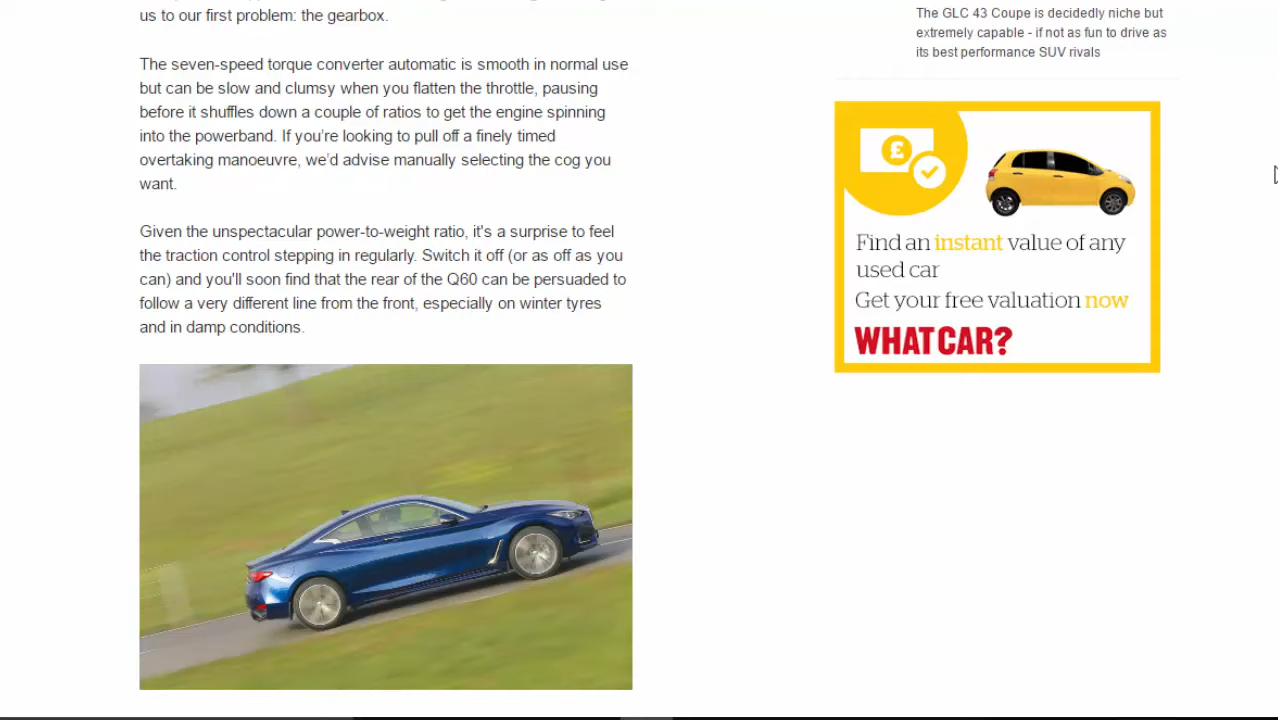 us to our first problem: the gearbox.
The seven-speed torque converter automatic is smooth in normal use
but can be slow and clumsy when you flatten the throttle, pausing
before it shuffles down a couple of ratios to get the engine spinning
into the powerband. If you’re looking to pull off a finely timed
overtaking manoeuvre, we’d advise manually selecting the cog you
want.
Given the unspectacular power-to-weight ratio, it's a surprise to feel
the traction control stepping in regularly. Switch it off (or as off as you
can) and you'll soon find that the rear of the Q60 can be persuaded to
follow a very different line from the front, especially on winter tyres
and in damp conditions.
The GLC 43 Coupe is decidedly niche but
extremely capable - if not as fun to drive as
its best performance SUV rivals
£
Find an instant value of any
used car
Get your free valuation now
WHAT CAR?